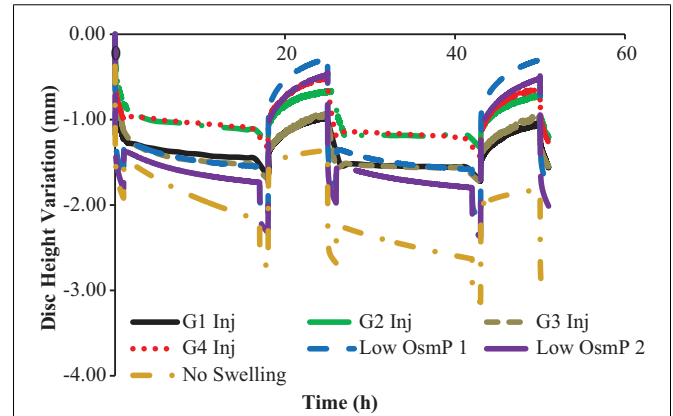 0.00
0 20 40 60
-1.00
-2.00
-3.00
-4.00
Disc Height Variation (mm)
G1 Inj G2 Inj G3 Inj
G4 Inj Low OsmP 1 Low OsmP 2
No Swelling
Time (h)